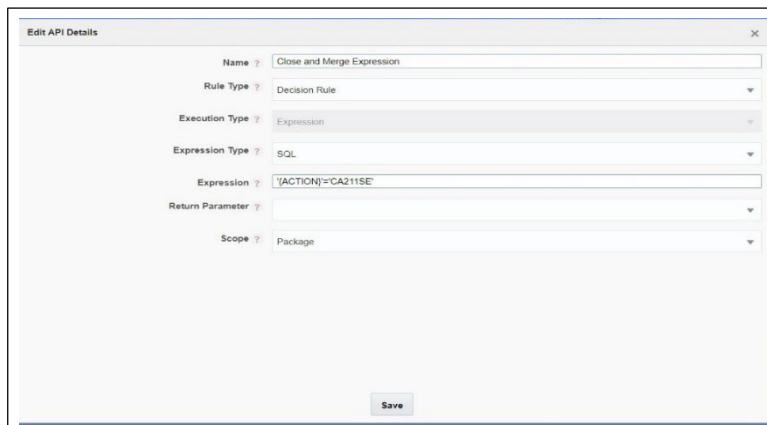 Edit API Details ×
Name ? Close and Merge Expression
Rule Type ? Decision Rule
Execution Type ? Expression
Expression Type ? SQL
Expression ? '{ACTION}'='CA211SE'
Return Parameter ?
Scope ? Package
Save